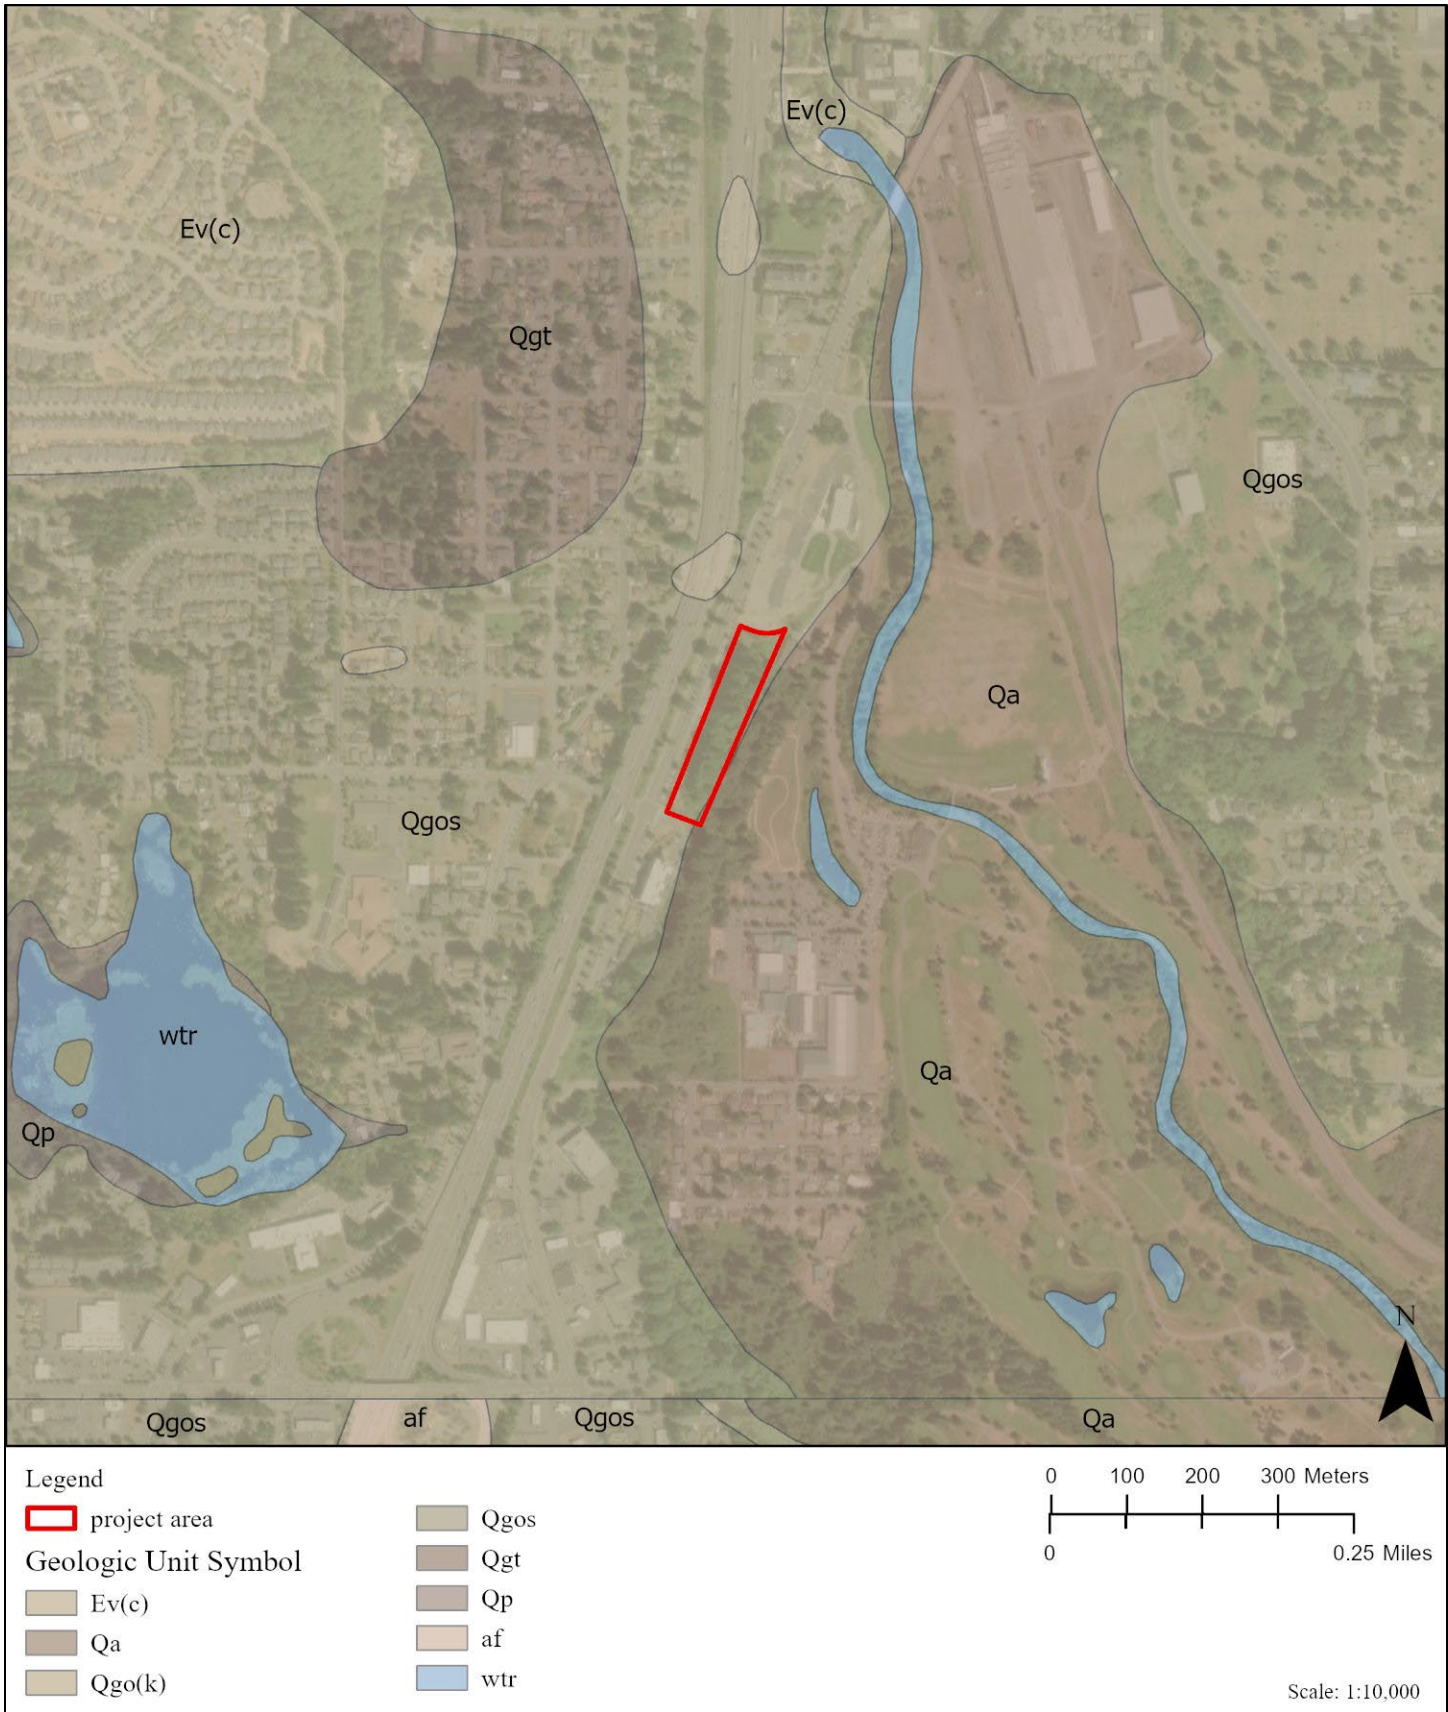 Ev(c)
Ev(c)
Qgt
Qgos
Qa
Qgos
wtr
Qa
Qp
N
Qgos
af
Qgos
Qa
Legend
project area
Geologic Unit Symbol
Ev(c)
Qa
Qgo(k)
Qgos
Qgt
Qp
af
wtr
0 100 200 300 Meters
0 0.25 Miles
Scale: 1:10,000